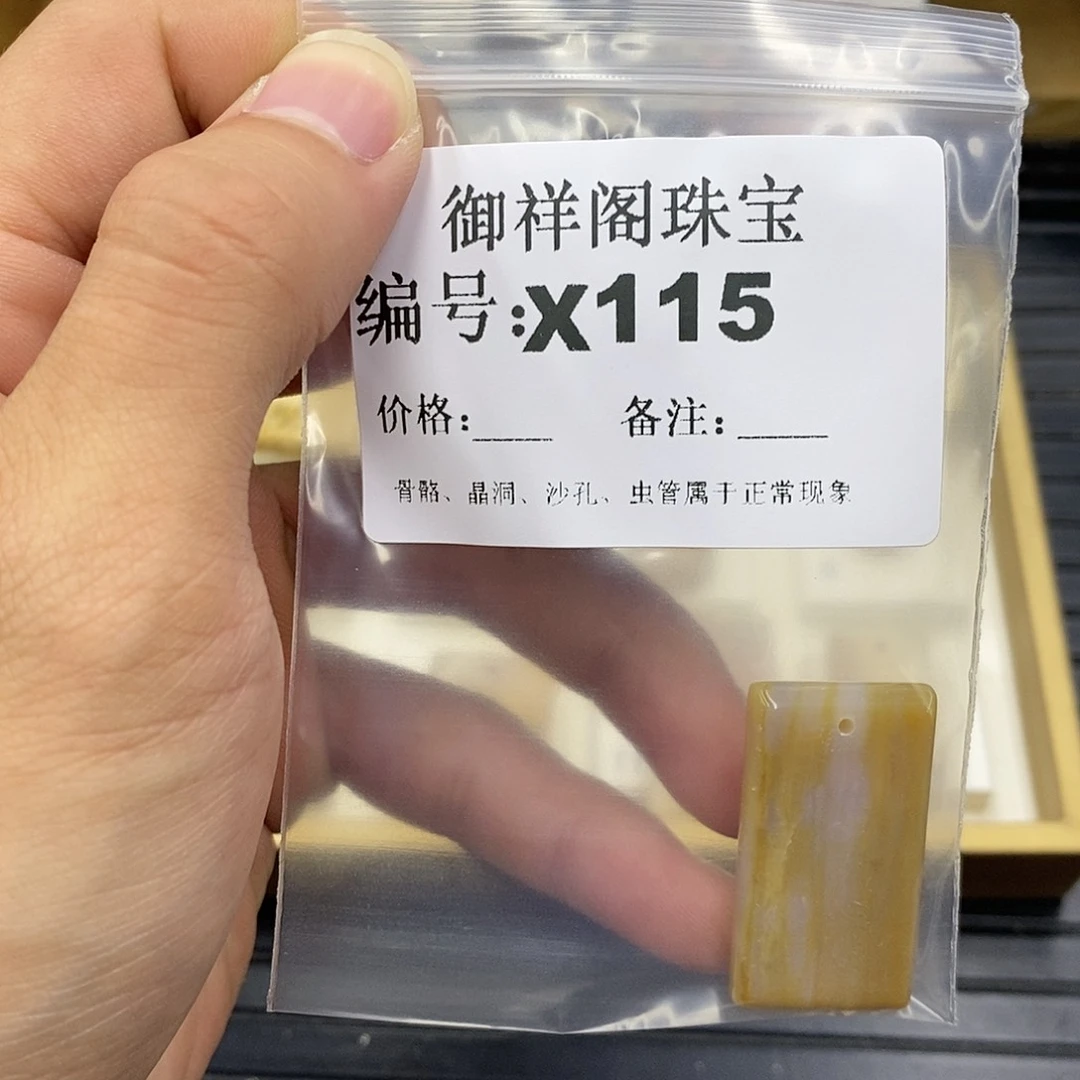 御祥阁珠宝
编号:X115
价格:____ 备注:____
骨骼、晶洞、沙孔、虫管属于正常现象